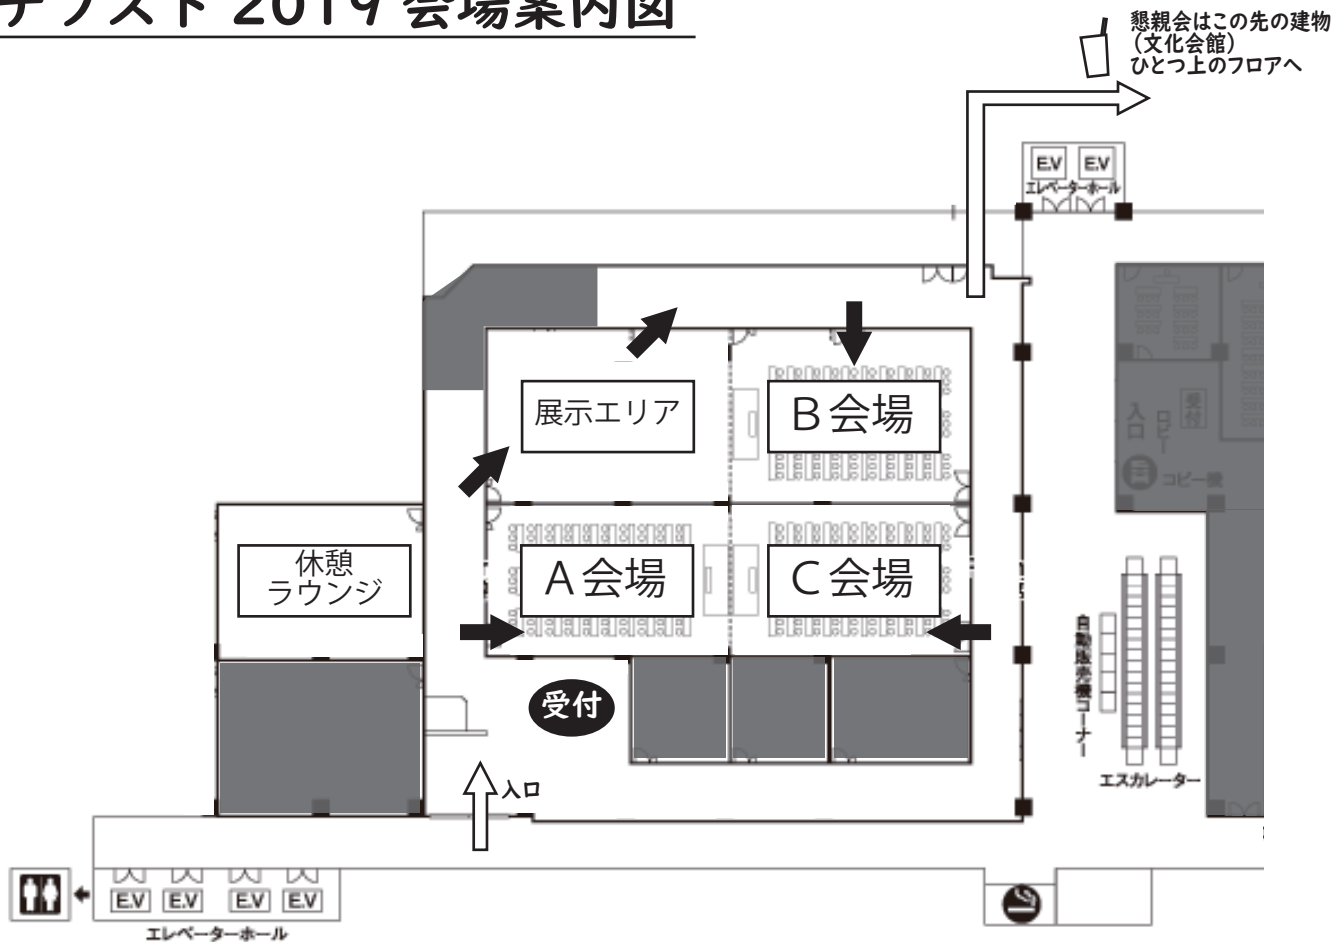 2019 会場案内図
懇親会はこの先の建物
（文化会館）
ひとつ上のフロアへ
E.V E.V
エレベーターホール
展示エリア
B会場
受付
入口
ロビー
コピー機
休憩
ラウンジ
A会場
C会場
自動販売機コーナー
受付
エスカレーター
入口
E.V E.V E.V E.V
エレベーターホール